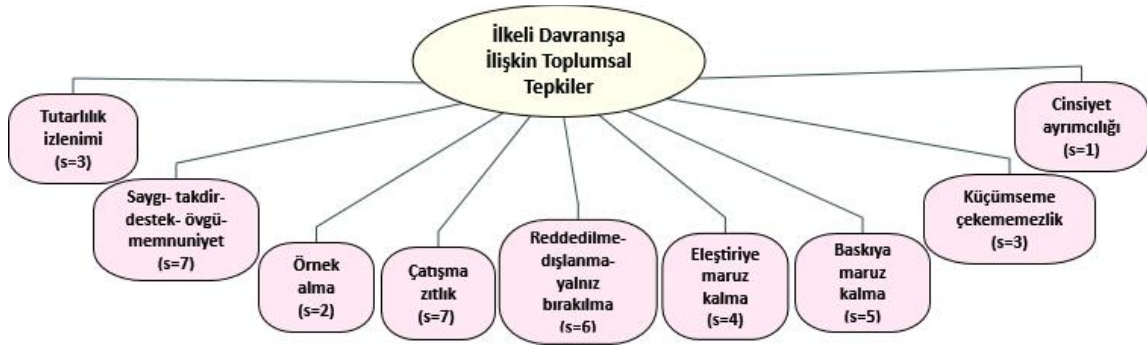 İlkeli Davranışa
İlişkin Toplumsal
Tepkiler
Tutarlılık
izlenimi
(s=3)
Saygı- takdir-
destek- övgü-
memnuniyet
(s=7)
Örnek
alma
(s=2)
Çatışma
zıtlık
(s=7)
Reddedilme-
dışlanma-
yalnız
bırakılma
(s=6)
Eleştiriye
maruz
kalma
(s=4)
Baskıya
maruz
kalma
(s=5)
Küçümseme
çekememezlik
(s=3)
Cinsiyet
ayrımcılığı
(s=1)